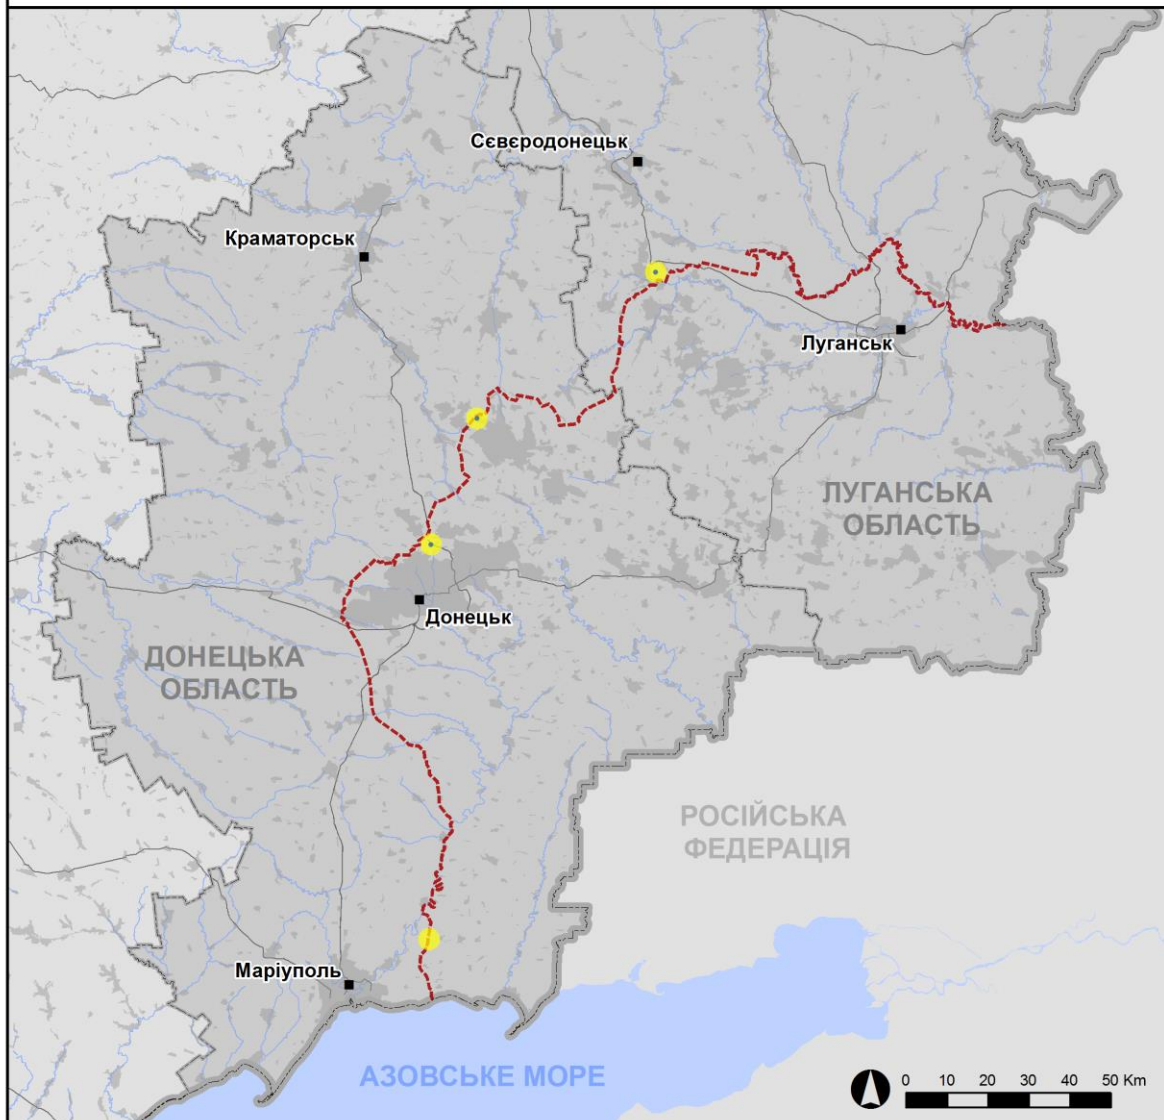 Сєвєродонецьк
Краматорськ
Луганськ
ЛУГАНСЬКА
ОБЛАСТЬ
Донецьк
ДОНЕЦЬКА
ОБЛАСТЬ
РОСІЙСЬКА
ФЕДЕРАЦІЯ
Маріуполь
АЗОВСЬКЕ МОРЕ
0 10 20 30 40 50 Km